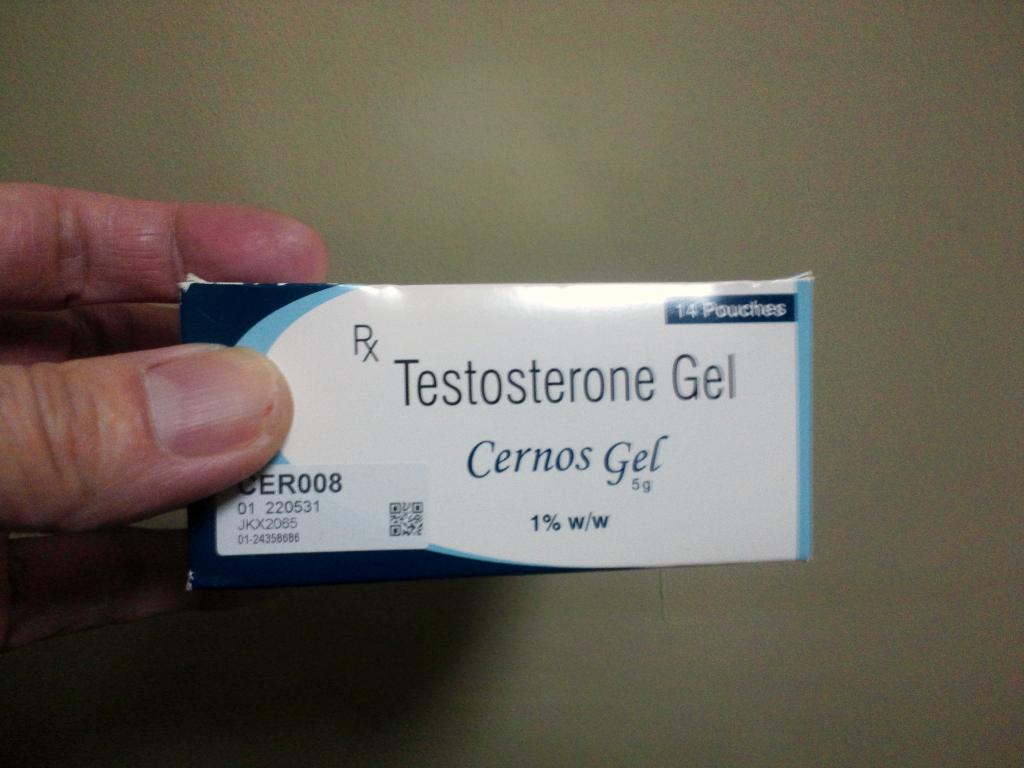 14 Pouches
Rx
Testosterone Gel
Cernos Gel
5g
1% w/w
CER008
01 220531
JKX2065
01-24358686